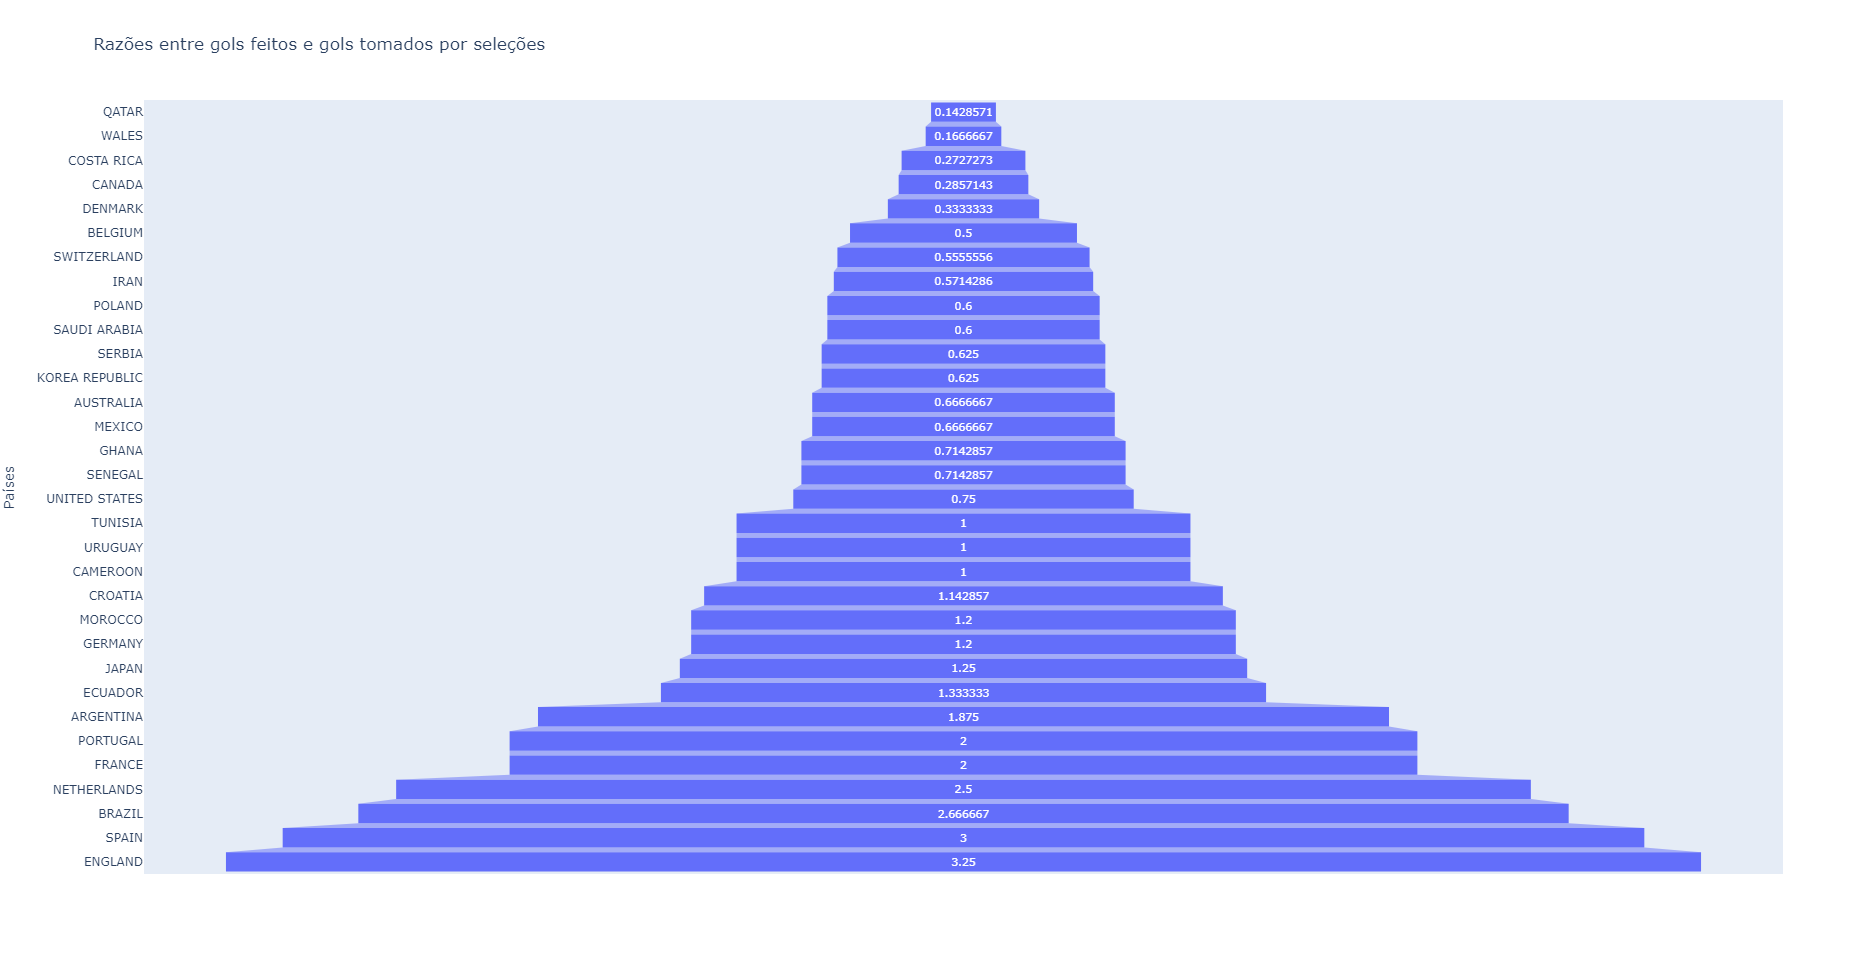 Razões entre gols feitos e gols tomados por seleções
Países
QATAR 0.1428571
WALES 0.1666667
COSTA RICA 0.2727273
CANADA 0.2857143
DENMARK 0.3333333
BELGIUM 0.5
SWITZERLAND 0.5555556
IRAN 0.5714286
POLAND 0.6
SAUDI ARABIA 0.6
SERBIA 0.625
KOREA REPUBLIC 0.625
AUSTRALIA 0.6666667
MEXICO 0.6666667
GHANA 0.7142857
SENEGAL 0.7142857
UNITED STATES 0.75
TUNISIA 1
URUGUAY 1
CAMEROON 1
CROATIA 1.142857
MOROCCO 1.2
GERMANY 1.2
JAPAN 1.25
ECUADOR 1.333333
ARGENTINA 1.875
PORTUGAL 2
FRANCE 2
NETHERLANDS 2.5
BRAZIL 2.666667
SPAIN 3
ENGLAND 3.25